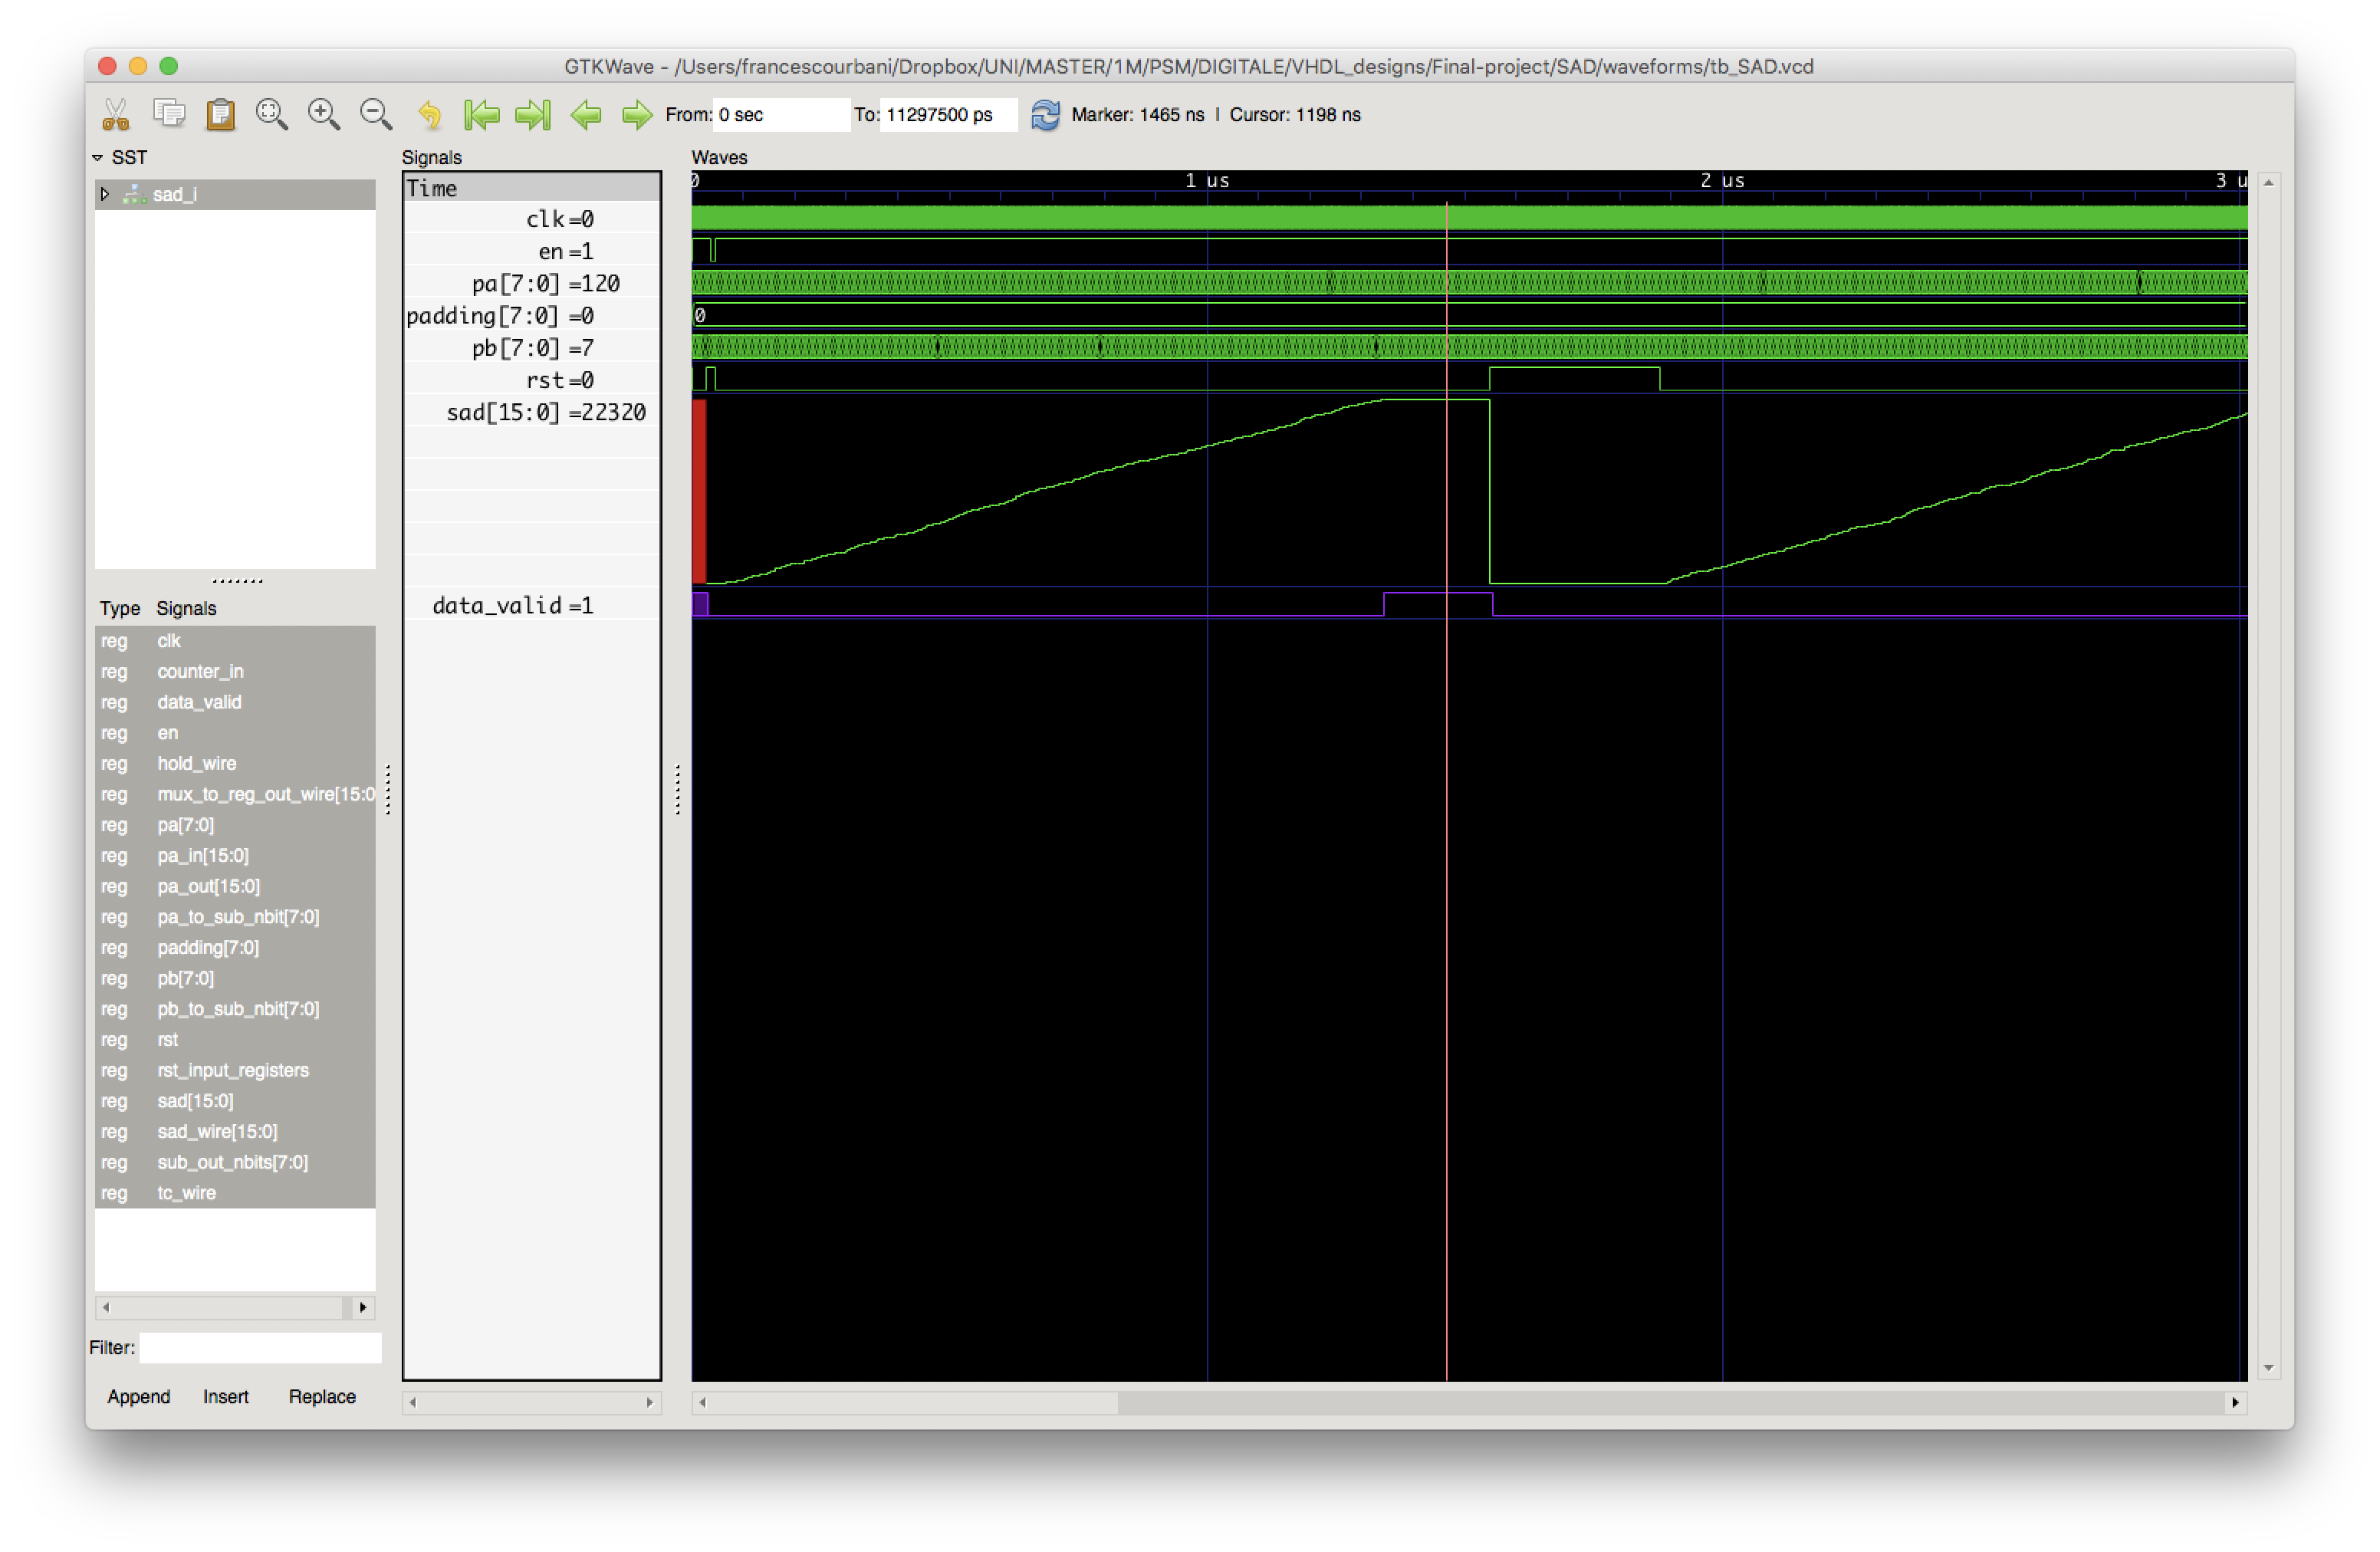 GTKWave - /Users/francescourbani/Dropbox/UNI/MASTER/1M/PSM/DIGITALE/VHDL_designs/Final-project/SAD/waveforms/tb_SAD.vcd
From: 0 sec To: 11297500 ps Marker: 1465 ns | Cursor: 1198 ns
SST
sad_i
Type Signals
reg clk
reg counter_in
reg data_valid
reg en
reg hold_wire
reg mux_to_reg_out_wire[15:0
reg pa[7:0]
reg pa_in[15:0]
reg pa_out[15:0]
reg pa_to_sub_nbit[7:0]
reg padding[7:0]
reg pb[7:0]
reg pb_to_sub_nbit[7:0]
reg rst
reg rst_input_registers
reg sad[15:0]
reg sad_wire[15:0]
reg sub_out_nbits[7:0]
reg tc_wire
Filter:
Append Insert Replace
Signals
Time
clk=0
en=1
pa[7:0]=120
padding[7:0]=0
pb[7:0]=7
rst=0
sad[15:0]=22320
data_valid=1
Waves
0 1 us 2 us 3 u
0